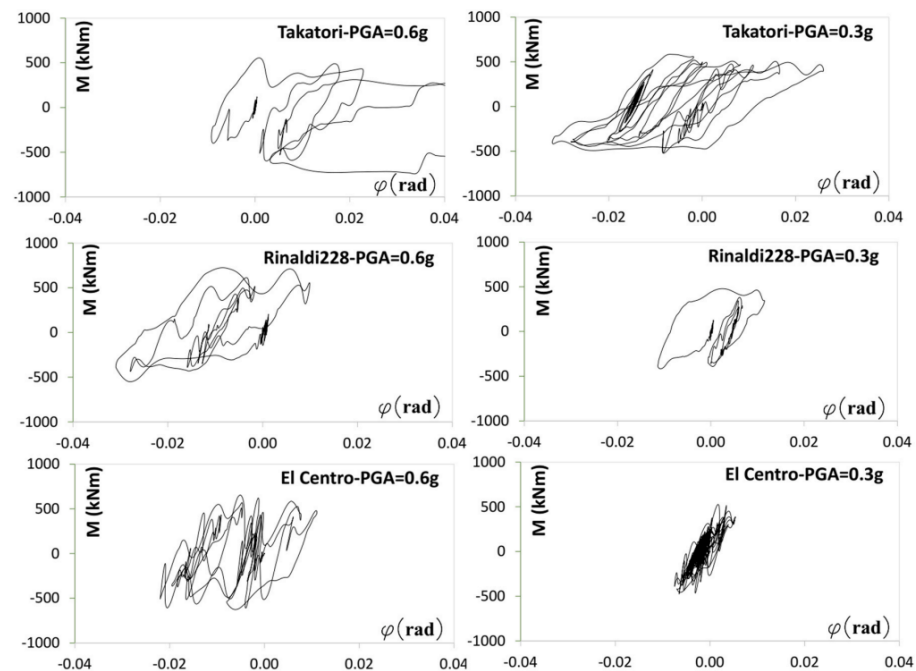 Takatori-PGA=0.6g
M (kNm)
1000
500
0
-500
-1000
φ(rad)
-0.04 -0.02 0.00 0.02 0.04
Takatori-PGA=0.3g
M (kNm)
1000
500
0
-500
-1000
φ(rad)
-0.04 -0.02 0.00 0.02 0.04
Rinaldi228-PGA=0.6g
M (kNm)
1000
500
0
-500
-1000
φ(rad)
-0.04 -0.02 0.00 0.02 0.04
Rinaldi228-PGA=0.3g
M (kNm)
1000
500
0
-500
-1000
φ(rad)
-0.04 -0.02 0.00 0.02 0.04
El Centro-PGA=0.6g
M (kNm)
1000
500
0
-500
-1000
φ(rad)
-0.04 -0.02 0.00 0.02 0.04
El Centro-PGA=0.3g
M (kNm)
1000
500
0
-500
-1000
φ(rad)
-0.04 -0.02 0.00 0.02 0.04